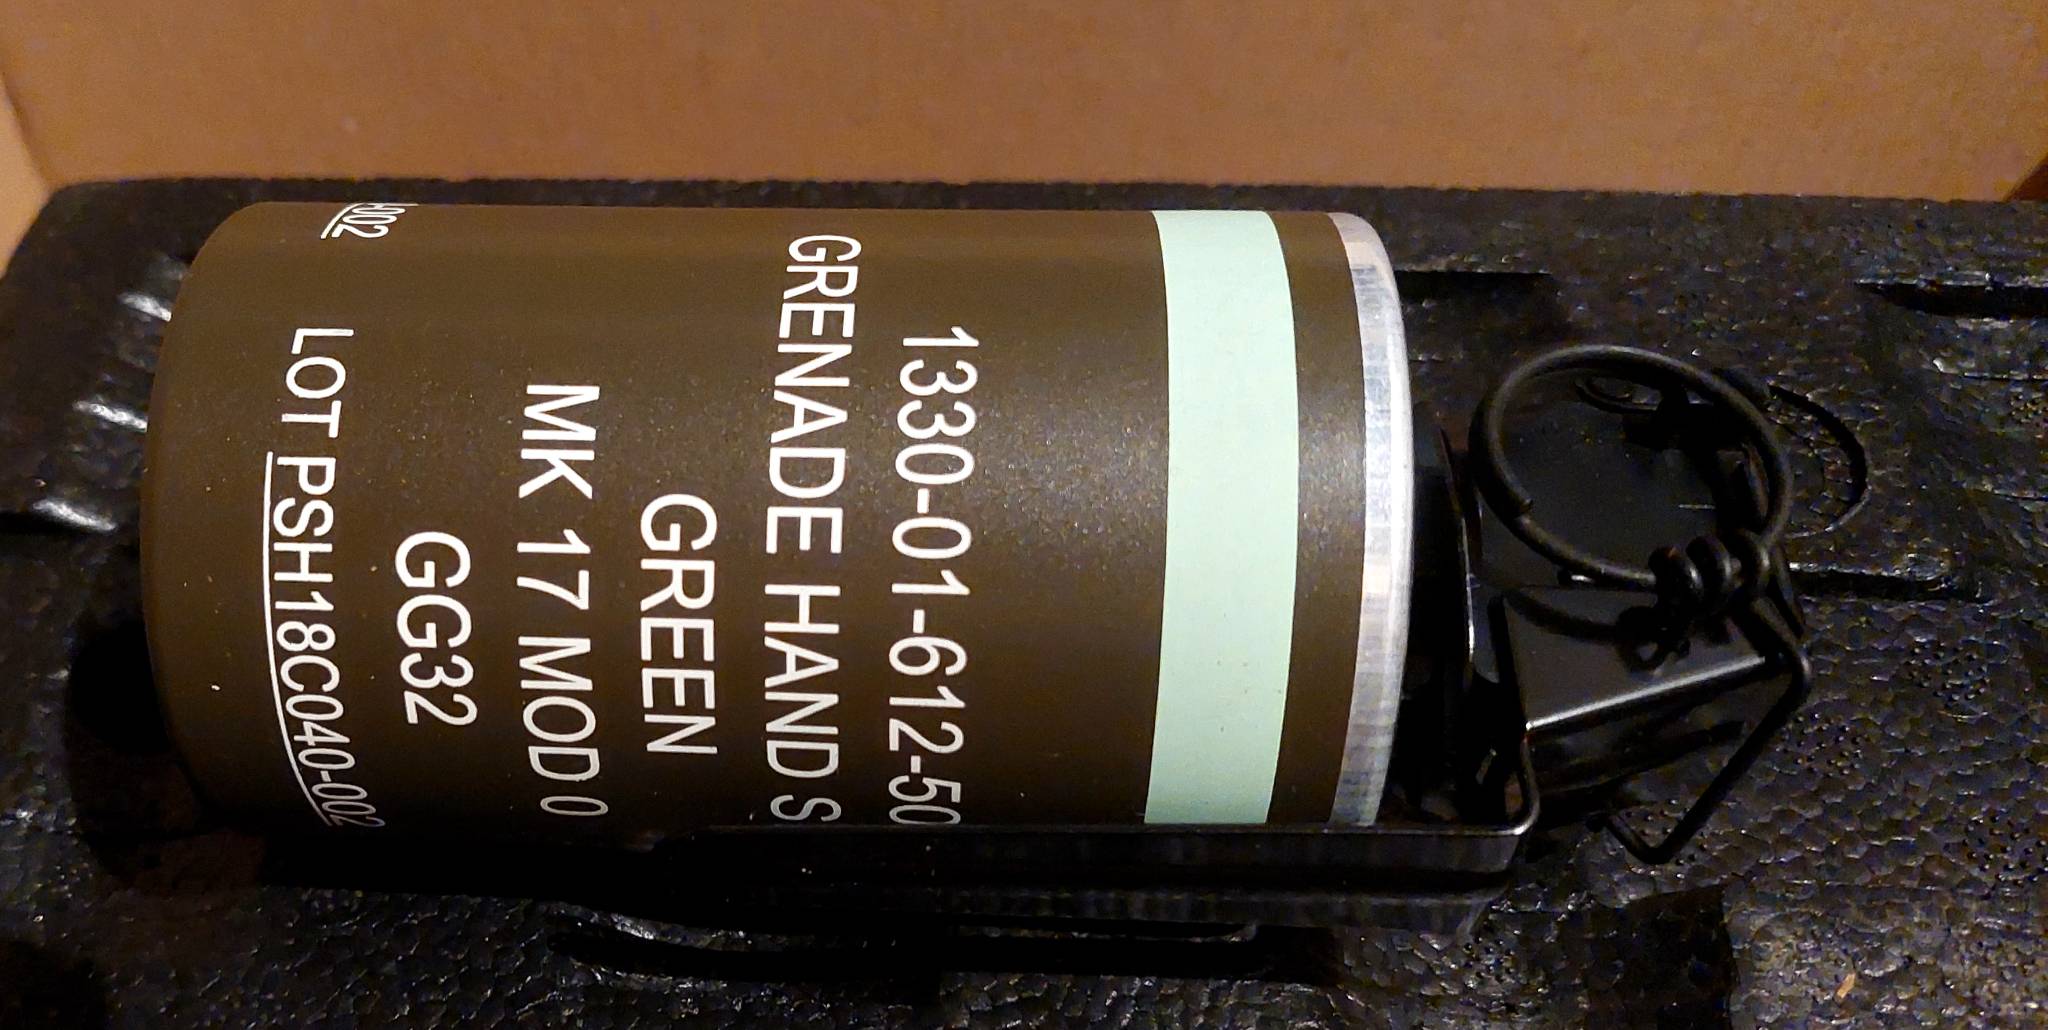 1330-01-612-50
GRENADE HAND S
GREEN
MK 17 MOD 0
GG32
LOT PSH18C040-002
002